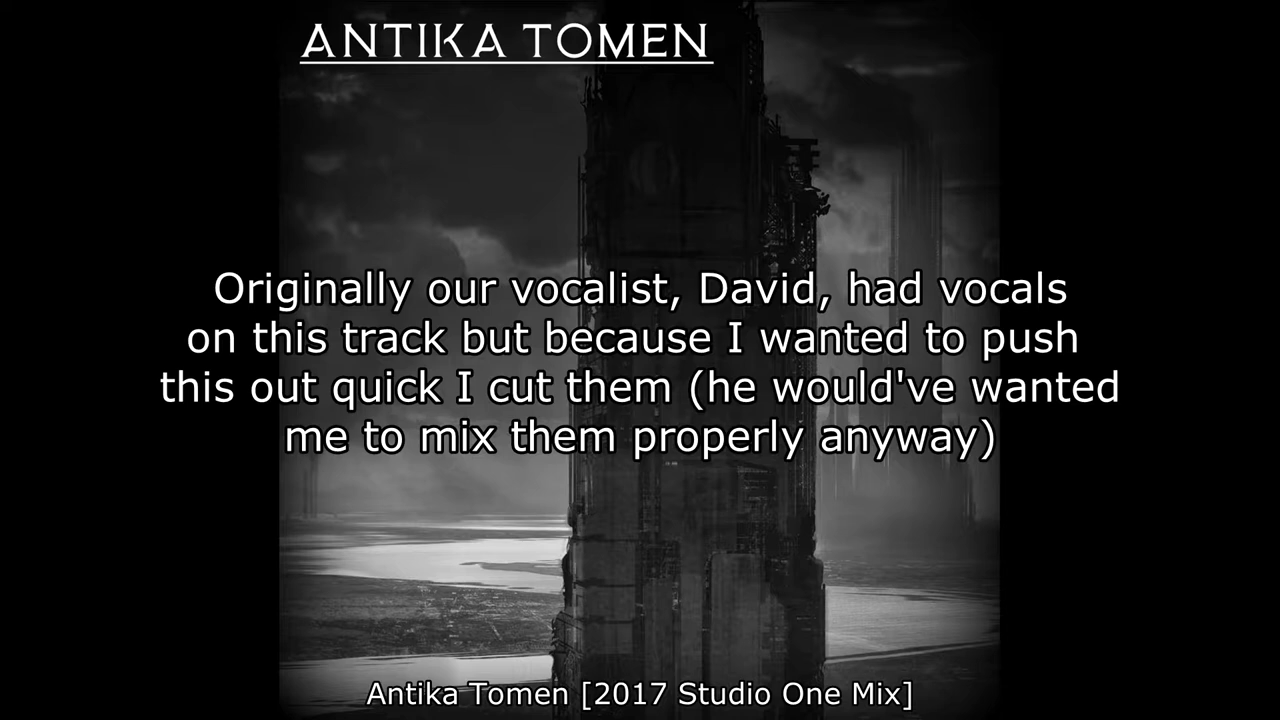 ANTIKA TOMEN
Originally our vocalist, David, had vocals
on this track but because I wanted to push
this out quick I cut them (he would've wanted
me to mix them properly anyway)
Antika Tomen [2017 Studio One Mix]